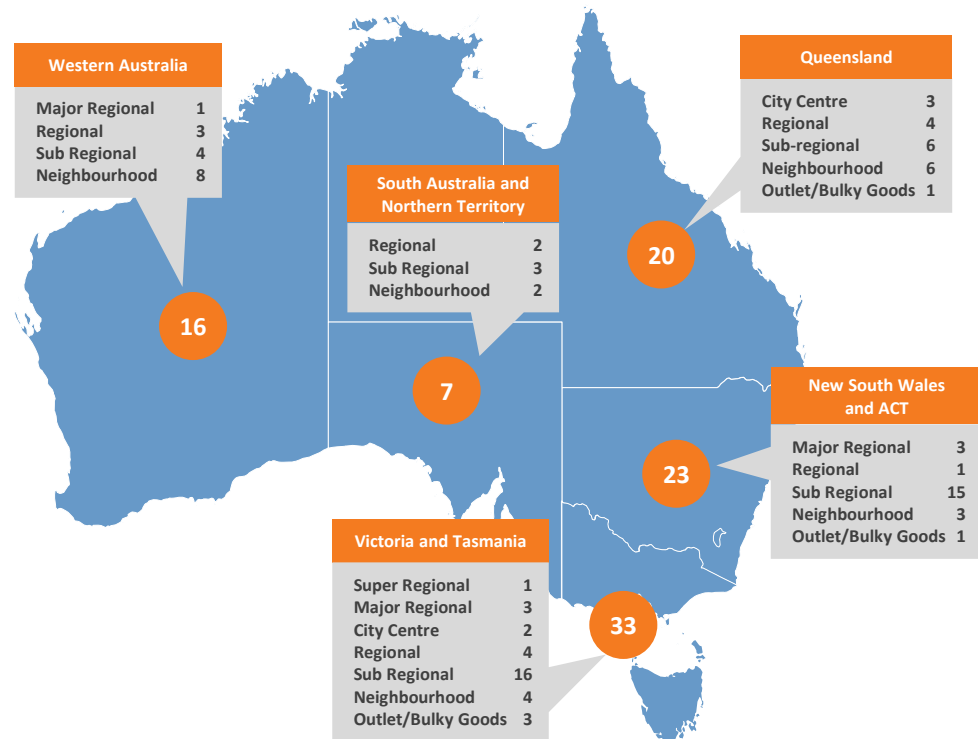 Western Australia
Major Regional 1
Regional 3
Sub Regional 4
Neighbourhood 8
16
South Australia and
Northern Territory
Regional 2
Sub Regional 3
Neighbourhood 2
7
Queensland
City Centre 3
Regional 4
Sub-regional 6
Neighbourhood 6
Outlet/Bulky Goods 1
20
New South Wales
and ACT
Major Regional 3
Regional 1
Sub Regional 15
Neighbourhood 3
Outlet/Bulky Goods 1
23
Victoria and Tasmania
Super Regional 1
Major Regional 3
City Centre 2
Regional 4
Sub Regional 16
Neighbourhood 4
Outlet/Bulky Goods 3
33